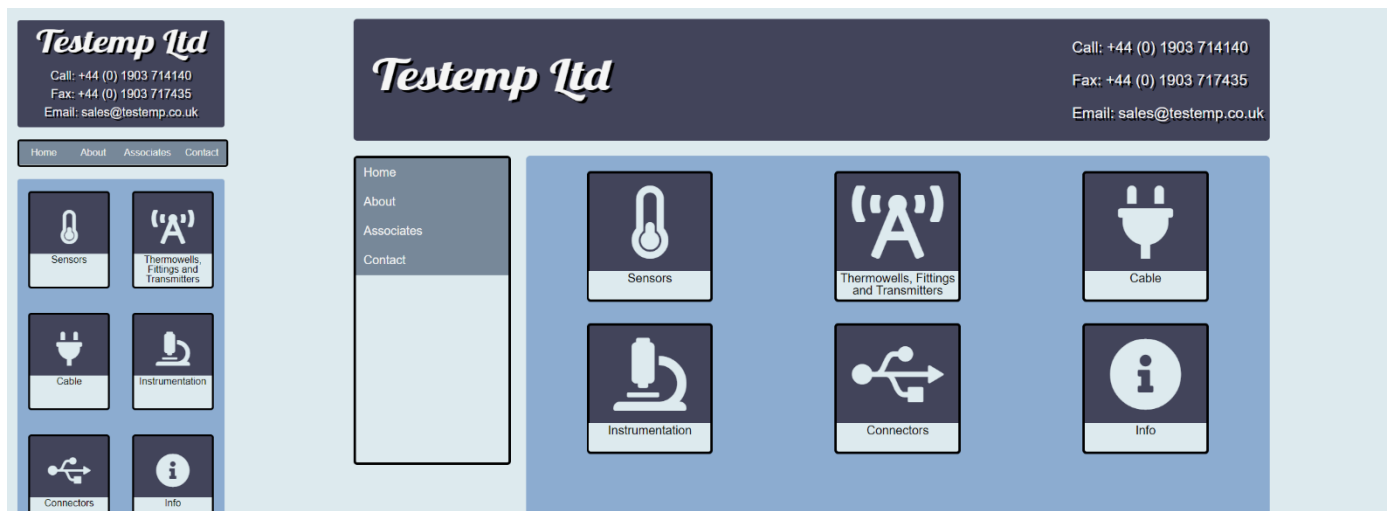 Testemp Ltd
Call: +44 (0) 1903 714140
Fax: +44 (0) 1903 717435
Email: sales@testemp.co.uk
Home About Associates Contact
Sensors
Thermowells,
Fittings and
Transmitters
Cable
Instrumentation
Connectors
Info
Testemp Ltd
Call: +44 (0) 1903 714140
Fax: +44 (0) 1903 717435
Email: sales@testemp.co.uk
Home
About
Associates
Contact
Sensors
Thermowells, Fittings
and Transmitters
Cable
Instrumentation
Connectors
Info